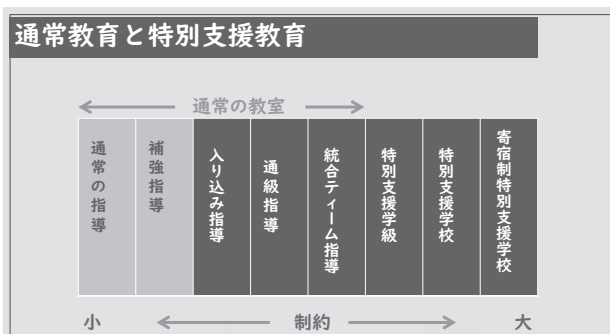 通常教育と特別支援教育
通常の教室
通常の指導
補強指導
入り込み指導
通級指導
統合ティーム指導
特別支援学級
特別支援学校
寄宿制特別支援学校
小 制約 大